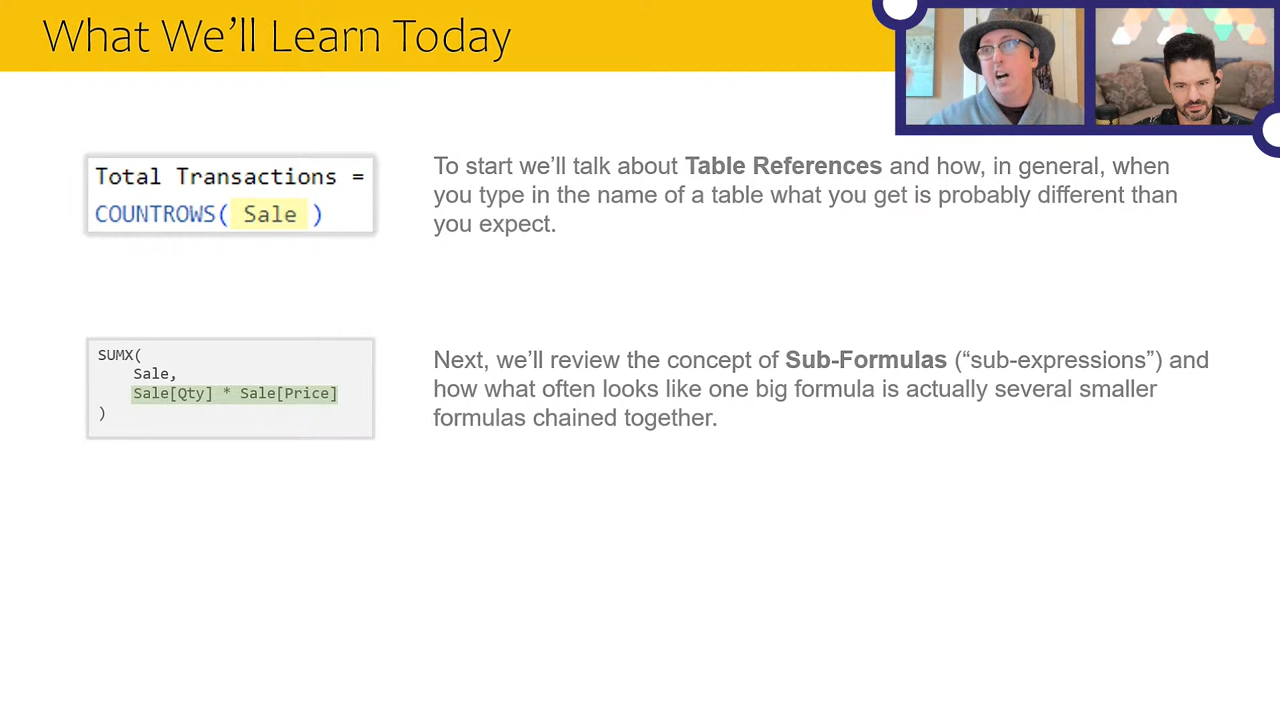 What We'll Learn Today
Total Transactions =
COUNTROWS( Sale )
To start we'll talk about Table References and how, in general, when
you type in the name of a table what you get is probably different than
you expect.
SUMX(
Sale,
Sale[Qty] * Sale[Price]
)
Next, we'll review the concept of Sub-Formulas (“sub-expressions”) and
how what often looks like one big formula is actually several smaller
formulas chained together.